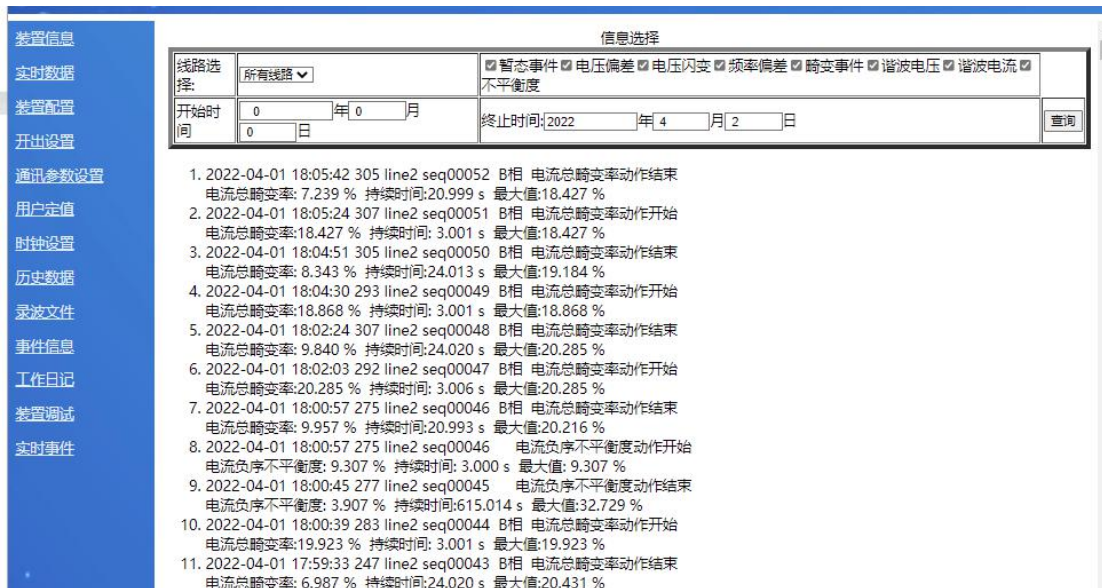 装置信息
实时数据
装置配置
开出设置
通讯参数设置
用户定值
时钟设置
历史数据
录波文件
事件信息
工作日记
装置调试
实时事件
信息选择
线路选择: 所有线路 暂态事件 电压偏差 电压闪变 频率偏差 畸变事件 谐波电压 谐波电流
不平衡度
开始时间 0 年 0 月 0 日 终止时间:2022 年 4 月 2 日 查询
1. 2022-04-01 18:05:42 305 line2 seq00052 B相 电流总畸变率动作结束
电流总畸变率: 7.239 % 持续时间:20.999 s 最大值:18.427 %
2. 2022-04-01 18:05:24 307 line2 seq00051 B相 电流总畸变率动作开始
电流总畸变率:18.427 % 持续时间: 3.001 s 最大值:18.427 %
3. 2022-04-01 18:04:51 305 line2 seq00050 B相 电流总畸变率动作结束
电流总畸变率: 8.343 % 持续时间:24.013 s 最大值:19.184 %
4. 2022-04-01 18:04:30 293 line2 seq00049 B相 电流总畸变率动作开始
电流总畸变率:18.868 % 持续时间: 3.001 s 最大值:18.868 %
5. 2022-04-01 18:02:24 307 line2 seq00048 B相 电流总畸变率动作结束
电流总畸变率: 9.840 % 持续时间:24.020 s 最大值:20.285 %
6. 2022-04-01 18:02:03 292 line2 seq00047 B相 电流总畸变率动作开始
电流总畸变率:20.285 % 持续时间: 3.006 s 最大值:20.285 %
7. 2022-04-01 18:00:57 275 line2 seq00046 B相 电流总畸变率动作结束
电流总畸变率: 9.957 % 持续时间:20.993 s 最大值:20.216 %
8. 2022-04-01 18:00:57 275 line2 seq00046 电流负序不平衡度动作开始
电流负序不平衡度: 9.307 % 持续时间: 3.000 s 最大值: 9.307 %
9. 2022-04-01 18:00:45 277 line2 seq00045 电流负序不平衡度动作结束
电流负序不平衡度: 3.907 % 持续时间:615.014 s 最大值:32.729 %
10. 2022-04-01 18:00:39 283 line2 seq00044 B相 电流总畸变率动作开始
电流总畸变率:19.923 % 持续时间: 3.001 s 最大值:19.923 %
11. 2022-04-01 17:59:33 247 line2 seq00043 B相 电流总畸变率动作结束
电流总畸变率: 6.987 % 持续时间:24.020 s 最大值:20.431 %